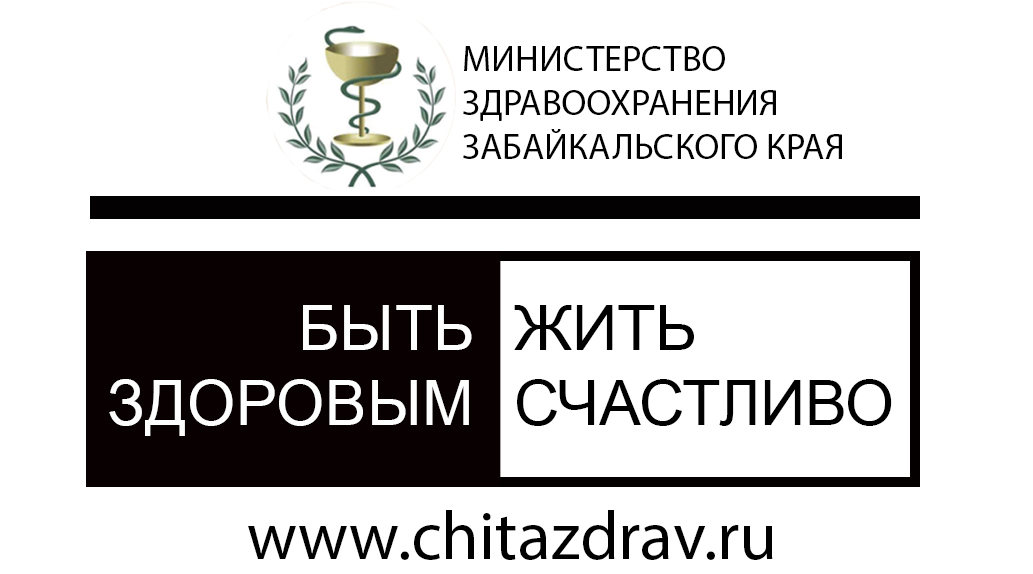 МИНИСТЕРСТВО
ЗДРАВООХРАНЕНИЯ
ЗАБАЙКАЛЬСКОГО КРАЯ
БЫТЬ
ЗДОРОВЫМ
ЖИТЬ
СЧАСТЛИВО
www.chitazdrav.ru